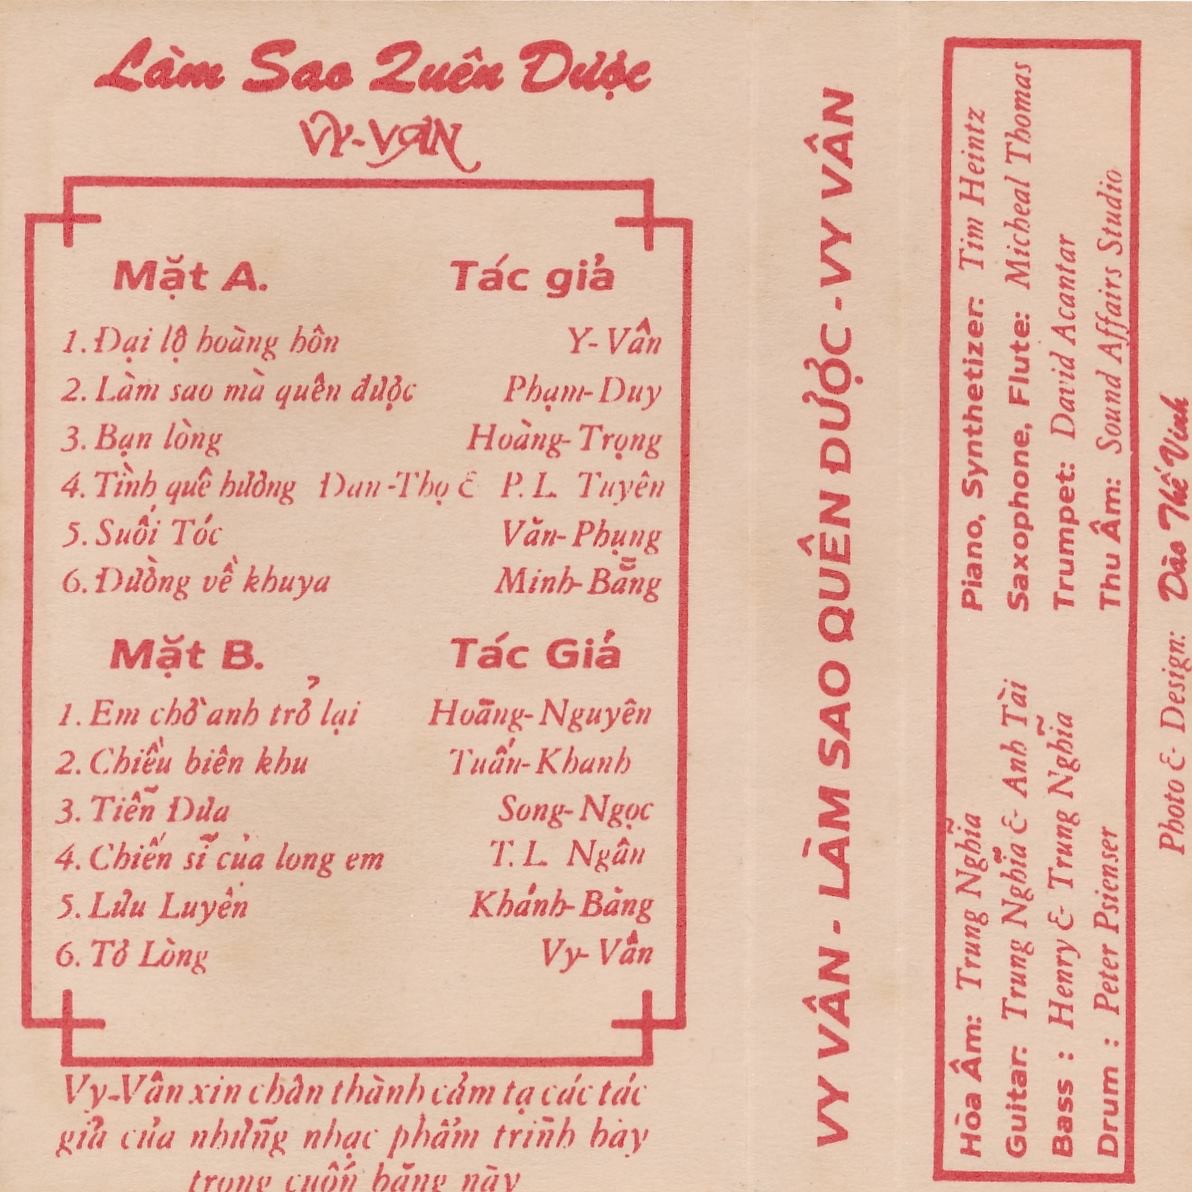 Làm Sao Quên Được
VY-VÂN
Mặt A. Tác giả
1. Đại lộ hoàng hôn Y-Vân
2. Làm sao mà quên được Phạm-Duy
3. Bạn lòng Hoàng-Trọng
4. Tình quê hương Đan-Thọ & P.L. Tuyên
5. Suối Tóc Văn-Phụng
6. Đường về khuya Minh-Bằng
Mặt B. Tác Giả
1. Em chờ anh trở lại Hoàng-Nguyên
2. Chiều biên khu Tuấn-Khanh
3. Tiễn Đưa Song-Ngọc
4. Chiến sĩ của long em T.L. Ngân
5. Lưu Luyến Khánh-Băng
6. Tỏ Lòng Vy-Vân
Vy-Vân xin chân thành cảm tạ các tác
giả của những nhạc phẩm trình bày
trong cuốn băng này
VY VÂN - LÀM SAO QUÊN ĐƯỢC - VY VÂN
Hòa Âm: Trung Nghĩa Piano, Synthetizer: Tim Heintz
Guitar: Trung Nghĩa & Anh Tài Saxophone, Flute: Micheal Thomas
Bass : Henry & Trung Nghĩa Trumpet: David Acantar
Drum : Peter Psienser Thu Âm: Sound Affairs Studio
Photo & Design: Đào Thế Vinh